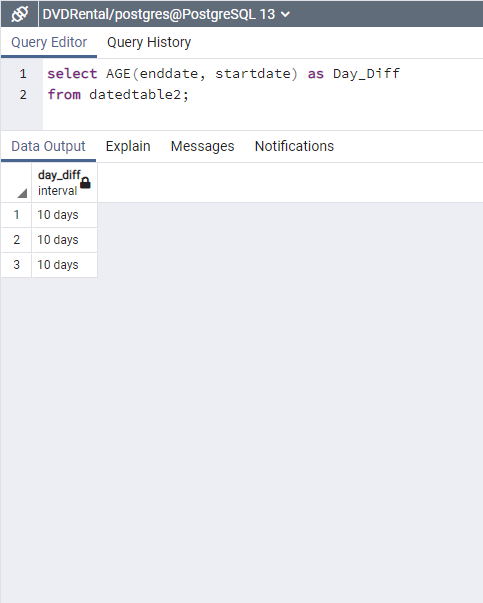 DVDRental/postgres@PostgreSQL 13
Query Editor Query History
1 select AGE(enddate, startdate) as Day_Diff
2 from datedtable2;
Data Output Explain Messages Notifications
day_diff
interval
1 10 days
2 10 days
3 10 days